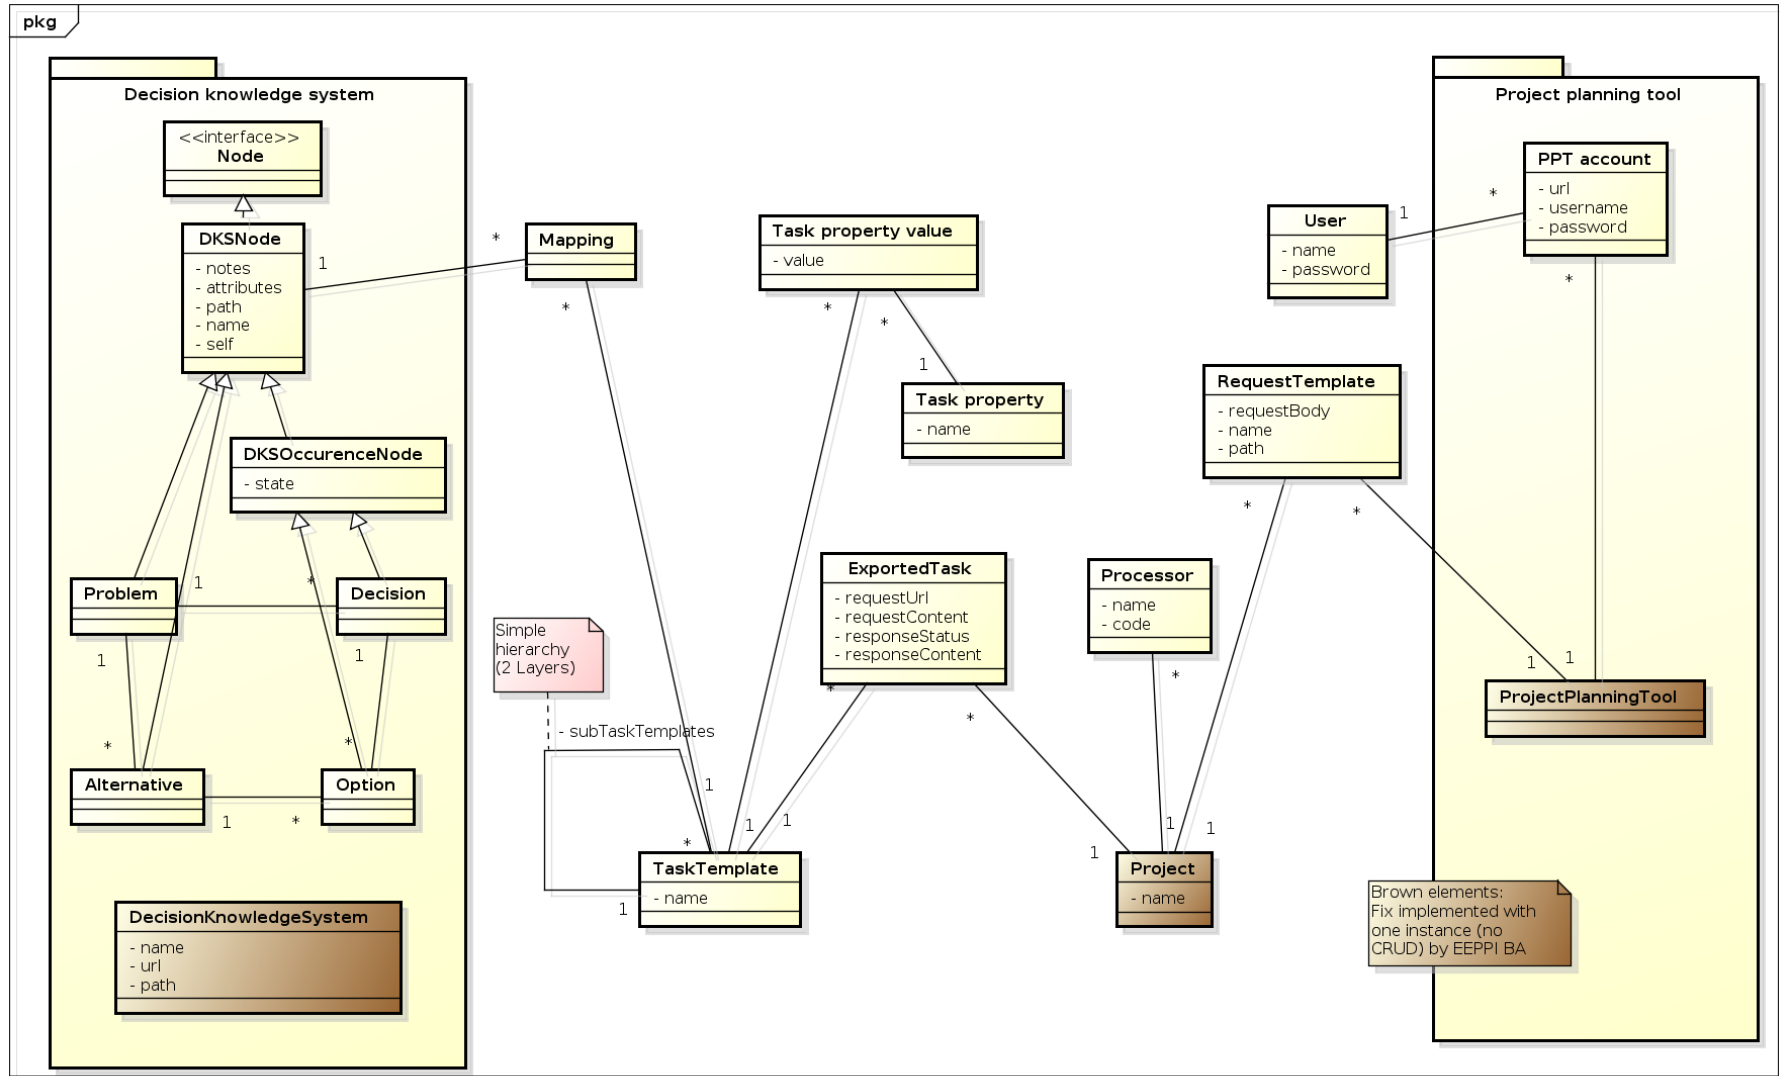 pkg
Decision knowledge system
<<interface>>
Node
DKSNode
- notes
- attributes
- path
- name
- self
1
*
Mapping
*
DKSOccurenceNode
- state
Problem
1
*
Decision
1
1
*
*
Alternative
1
*
Option
DecisionKnowledgeSystem
- name
- url
- path
Simple
hierarchy
(2 Layers)
- subTaskTemplates
1
*
1
TaskTemplate
- name
1
1
Task property value
- value
*
*
1
Task property
- name
ExportedTask
- requestUrl
- requestContent
- responseStatus
- responseContent
*
*
Processor
- name
- code
*
1
1
1
Project
- name
RequestTemplate
- requestBody
- name
- path
*
*
User
- name
- password
1
*
Project planning tool
PPT account
- url
- username
- password
*
1
1
ProjectPlanningTool
Brown elements:
Fix implemented with
one instance (no
CRUD) by EEPPI BA